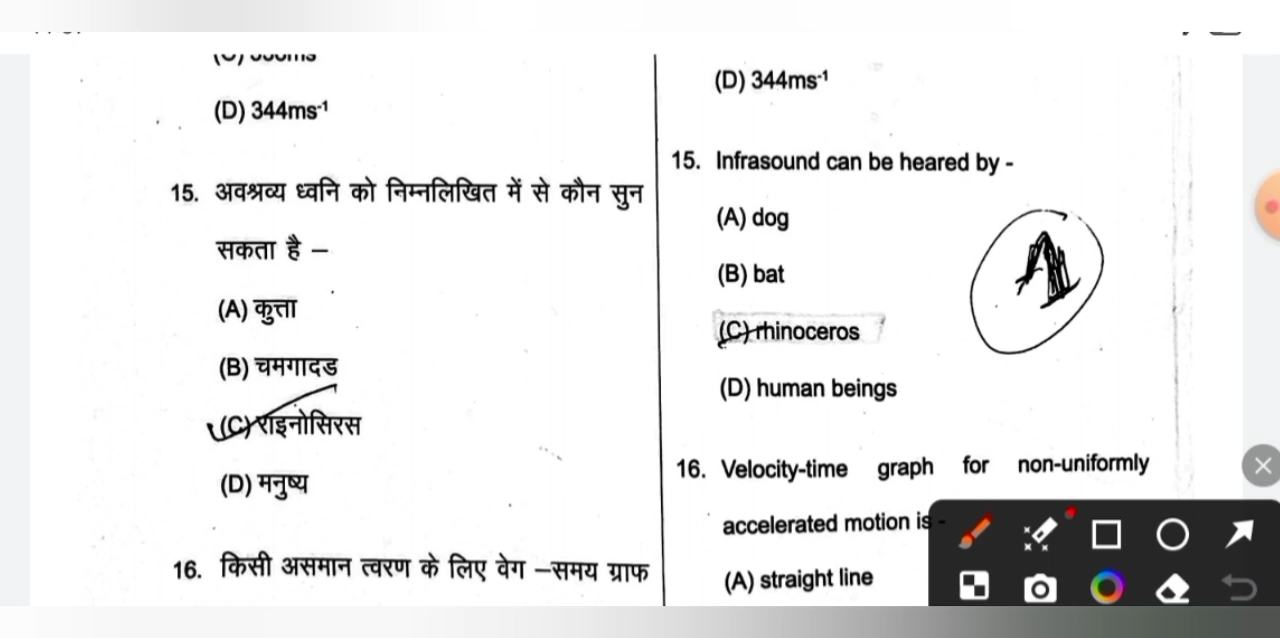 (D) 344ms⁻¹
15. अवश्रव्य ध्वनि को निम्नलिखित में से कौन सुन
सकता है –
(A) कुत्ता
(B) चमगादड
(C) राइनोसिरस
(D) मनुष्य
16. किसी असमान त्वरण के लिए वेग –समय ग्राफ
(D) 344ms⁻¹
15. Infrasound can be heared by -
(A) dog
(B) bat
(C) rhinoceros
(D) human beings
16. Velocity-time graph for non-uniformly
accelerated motion is -
(A) straight line
A